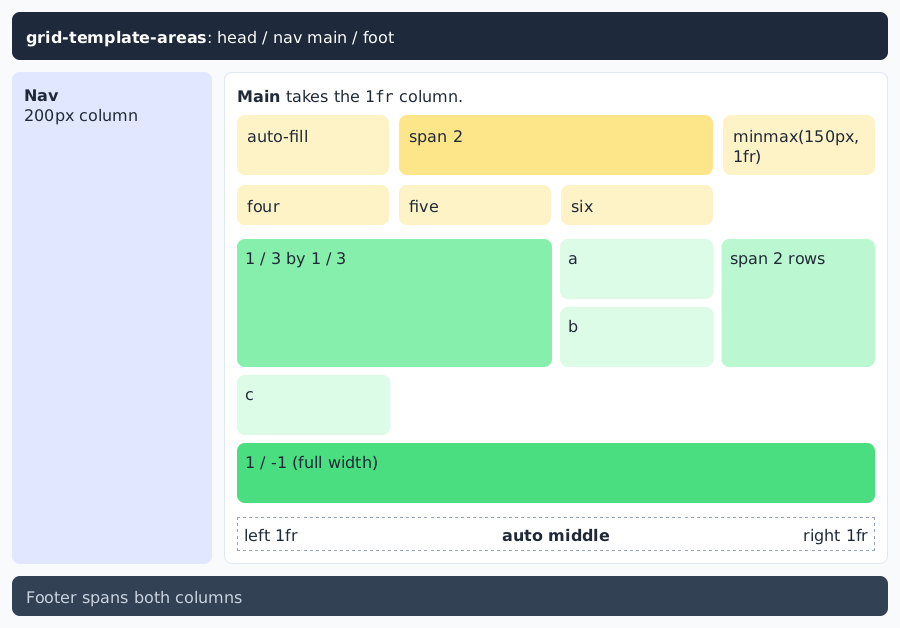 grid-template-areas: head / nav main / foot
Nav
200px column
Main takes the 1fr column.
auto-fill
span 2
minmax(150px,
1fr)
four
five
six
1 / 3 by 1 / 3
a
span 2 rows
b
c
1 / -1 (full width)
left 1fr
auto middle
right 1fr
Footer spans both columns